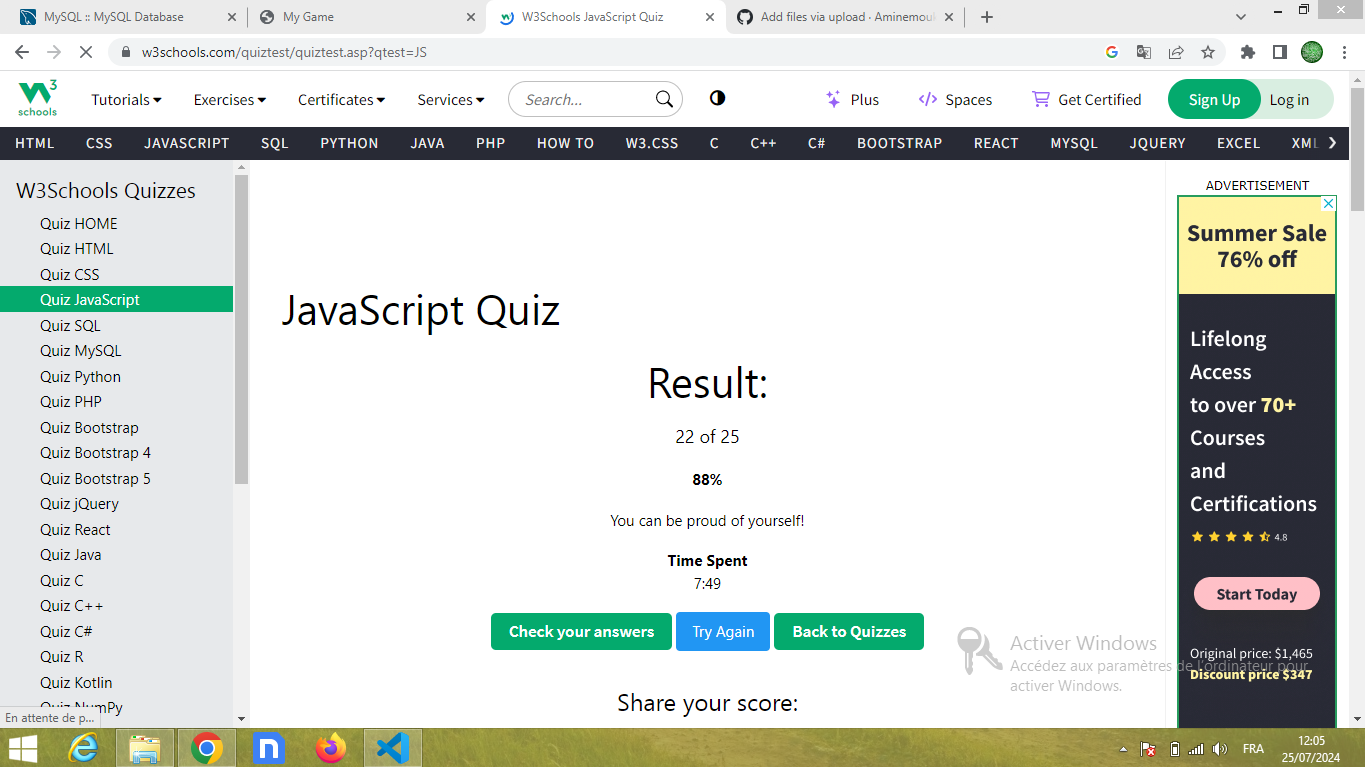 MySQL :: MySQL Database
My Game
W3Schools JavaScript Quiz
Add files via upload · Aminemou
w3schools.com/quiztest/quiztest.asp?qtest=JS
W3
schools
Tutorials
Exercises
Certificates
Services
Search...
Plus
Spaces
Get Certified
Sign Up
Log in
HTML
CSS
JAVASCRIPT
SQL
PYTHON
JAVA
PHP
HOW TO
W3.CSS
C
C++
C#
BOOTSTRAP
REACT
MYSQL
JQUERY
EXCEL
XML
W3Schools Quizzes
Quiz HOME
Quiz HTML
Quiz CSS
Quiz JavaScript
Quiz SQL
Quiz MySQL
Quiz Python
Quiz PHP
Quiz Bootstrap
Quiz Bootstrap 4
Quiz Bootstrap 5
Quiz jQuery
Quiz React
Quiz Java
Quiz C
Quiz C++
Quiz C#
Quiz R
Quiz Kotlin
Quiz NumPy
En attente de p...
JavaScript Quiz
Result:
22 of 25
88%
You can be proud of yourself!
Time Spent
7:49
Check your answers
Try Again
Back to Quizzes
Share your score:
ADVERTISEMENT
Summer Sale
76% off
Lifelong
Access
to over 70+
Courses
and
Certifications
4.8
Start Today
Original price: $1,465
Discount price $347
Activer Windows
Accédez aux paramètres de l'ordinateur pour
activer Windows.
FRA
12:05
25/07/2024